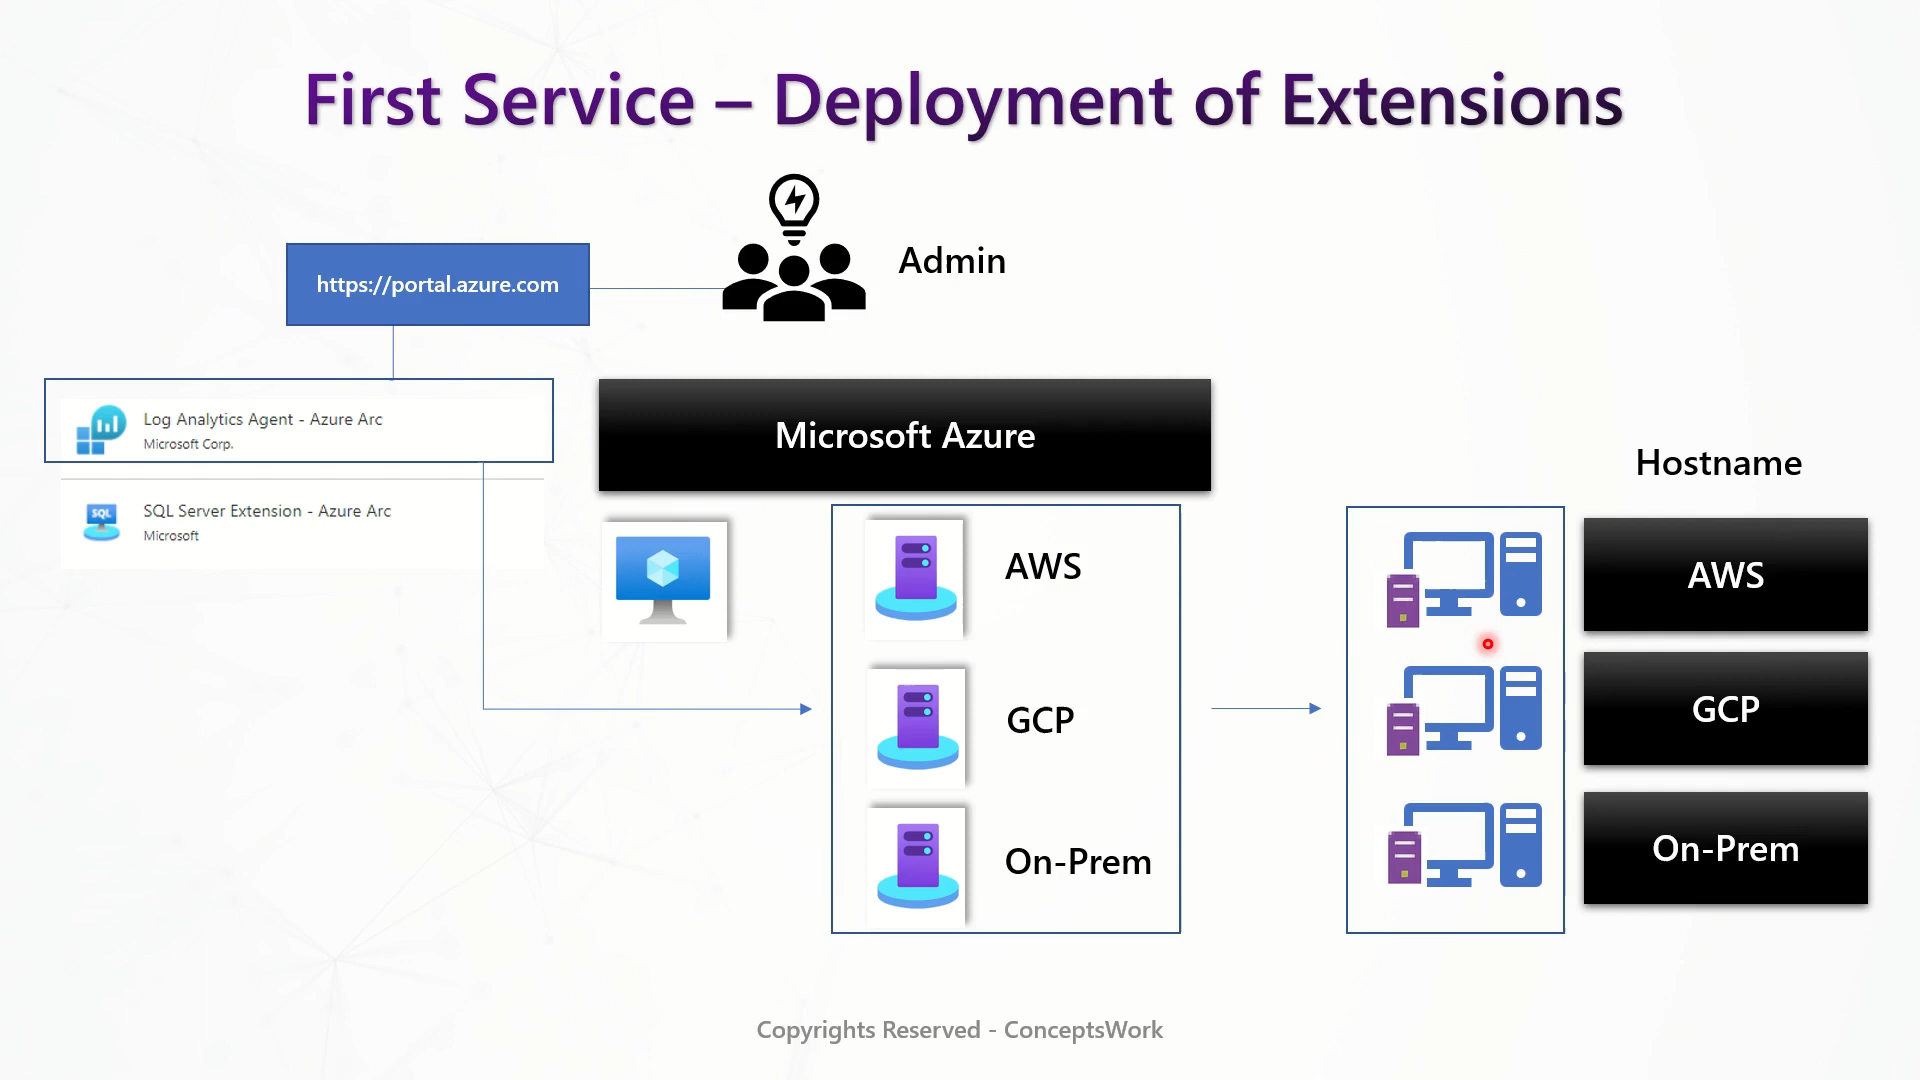 First Service – Deployment of Extensions
Admin
https://portal.azure.com
Log Analytics Agent - Azure Arc
Microsoft Corp.
SQL
SQL Server Extension - Azure Arc
Microsoft
Microsoft Azure
AWS
GCP
On-Prem
Hostname
AWS
GCP
On-Prem
Copyrights Reserved - ConceptsWork